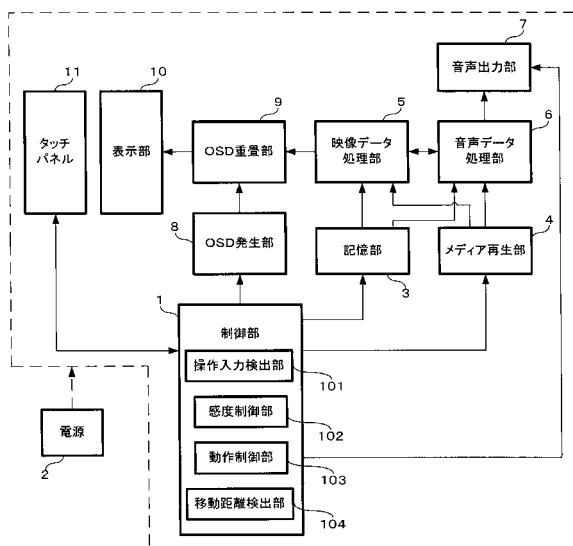 7
音声出力部
11
タッチ
パネル
10
表示部
9
OSD重畳部
5
映像データ
処理部
6
音声データ
処理部
8
OSD発生部
記憶部
3
4
メディア再生部
1
制御部
操作入力検出部
101
感度制御部
102
動作制御部
103
移動距離検出部
104
電源
2